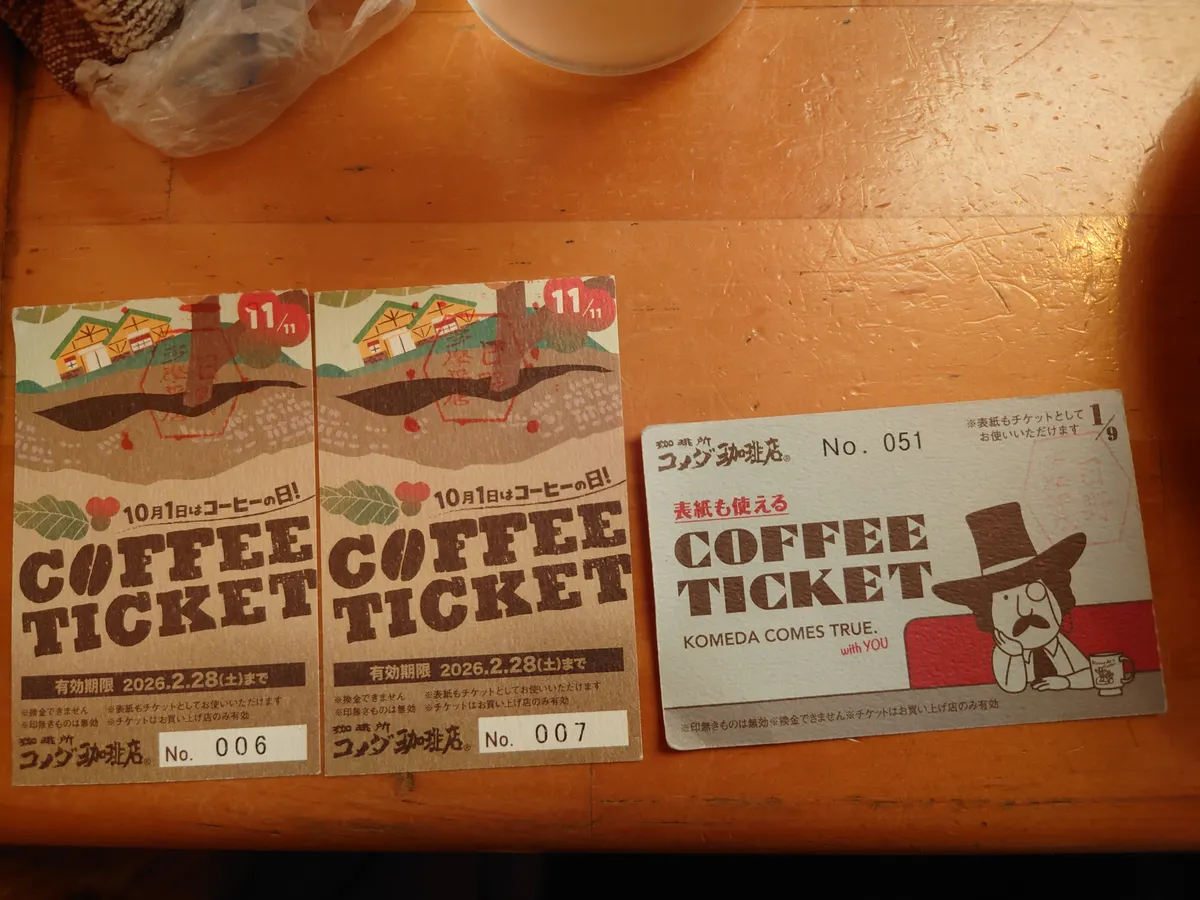 11/11
10月1日はコーヒーの日!
COFFEE
TICKET
有効期限 2026.2.28(土)まで
※換金できません ※表紙もチケットとしてお使いいただけます
※印無きものは無効 ※チケットはお買い上げ店のみ有効
珈琲所
コメダ珈琲店®
No. 006
11/11
10月1日はコーヒーの日!
COFFEE
TICKET
有効期限 2026.2.28(土)まで
※換金できません ※表紙もチケットとしてお使いいただけます
※印無きものは無効 ※チケットはお買い上げ店のみ有効
珈琲所
コメダ珈琲店®
No. 007
珈琲所
コメダ珈琲店®
No. 051
※表紙もチケットとして
お使いいただけます
1/9
表紙も使える
COFFEE
TICKET
KOMEDA COMES TRUE.
with YOU
※印無きものは無効※換金できません※チケットはお買い上げ店のみ有効